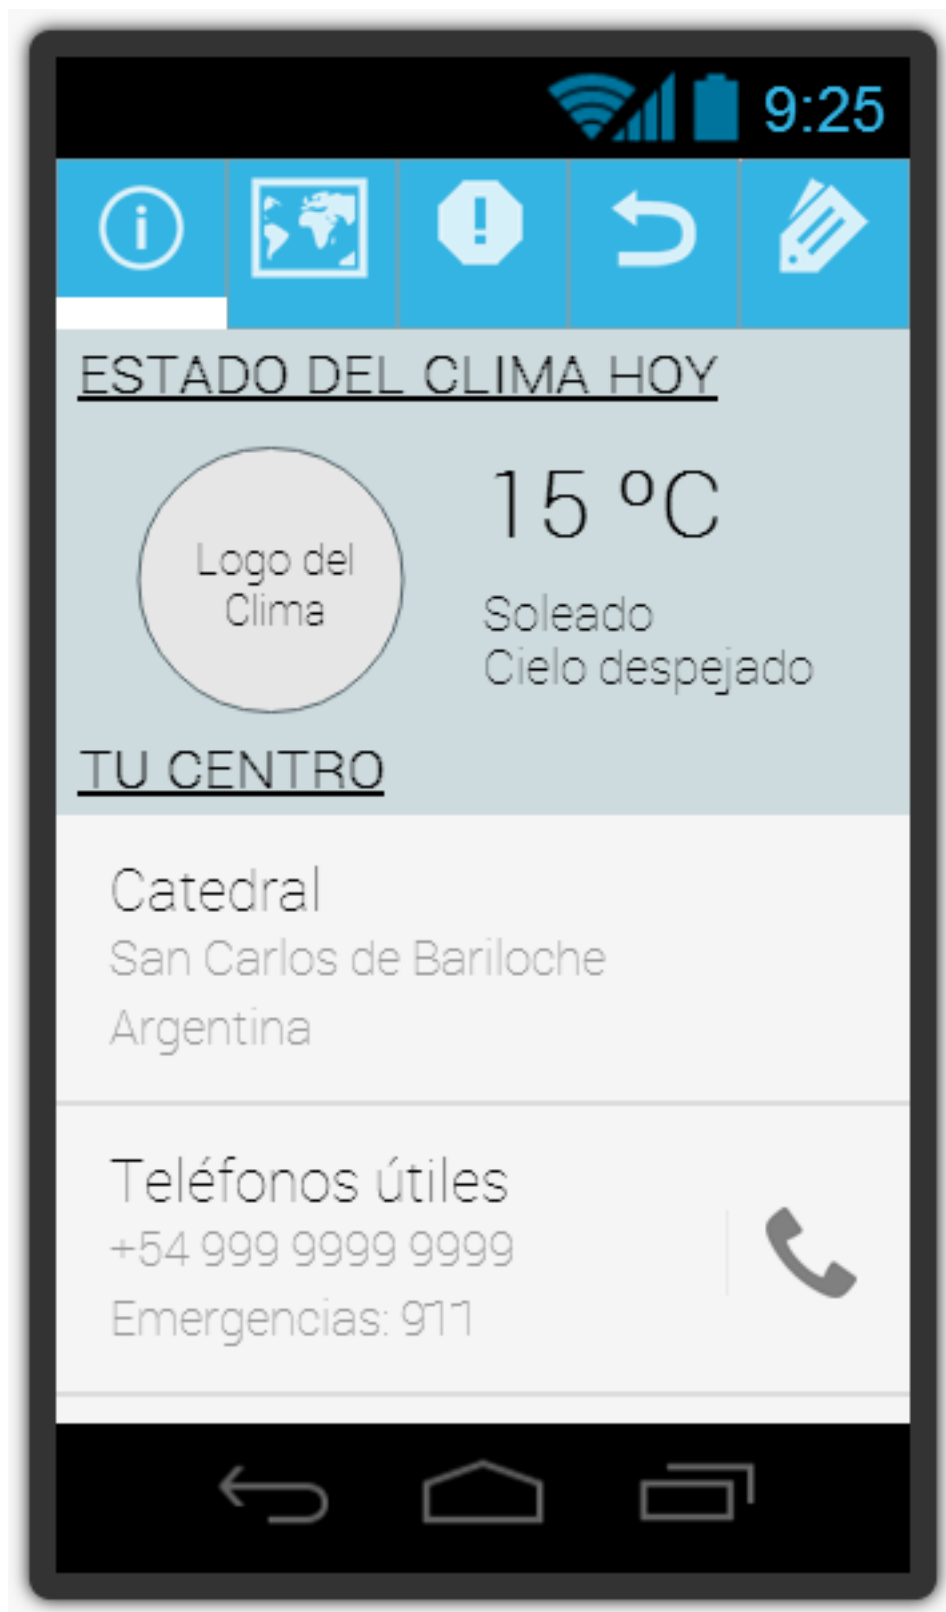 9:25
ESTADO DEL CLIMA HOY
Logo del
Clima
15 ºC
Soleado
Cielo despejado
TU CENTRO
Catedral
San Carlos de Bariloche
Argentina
Teléfonos útiles
+54 999 9999 9999
Emergencias: 911